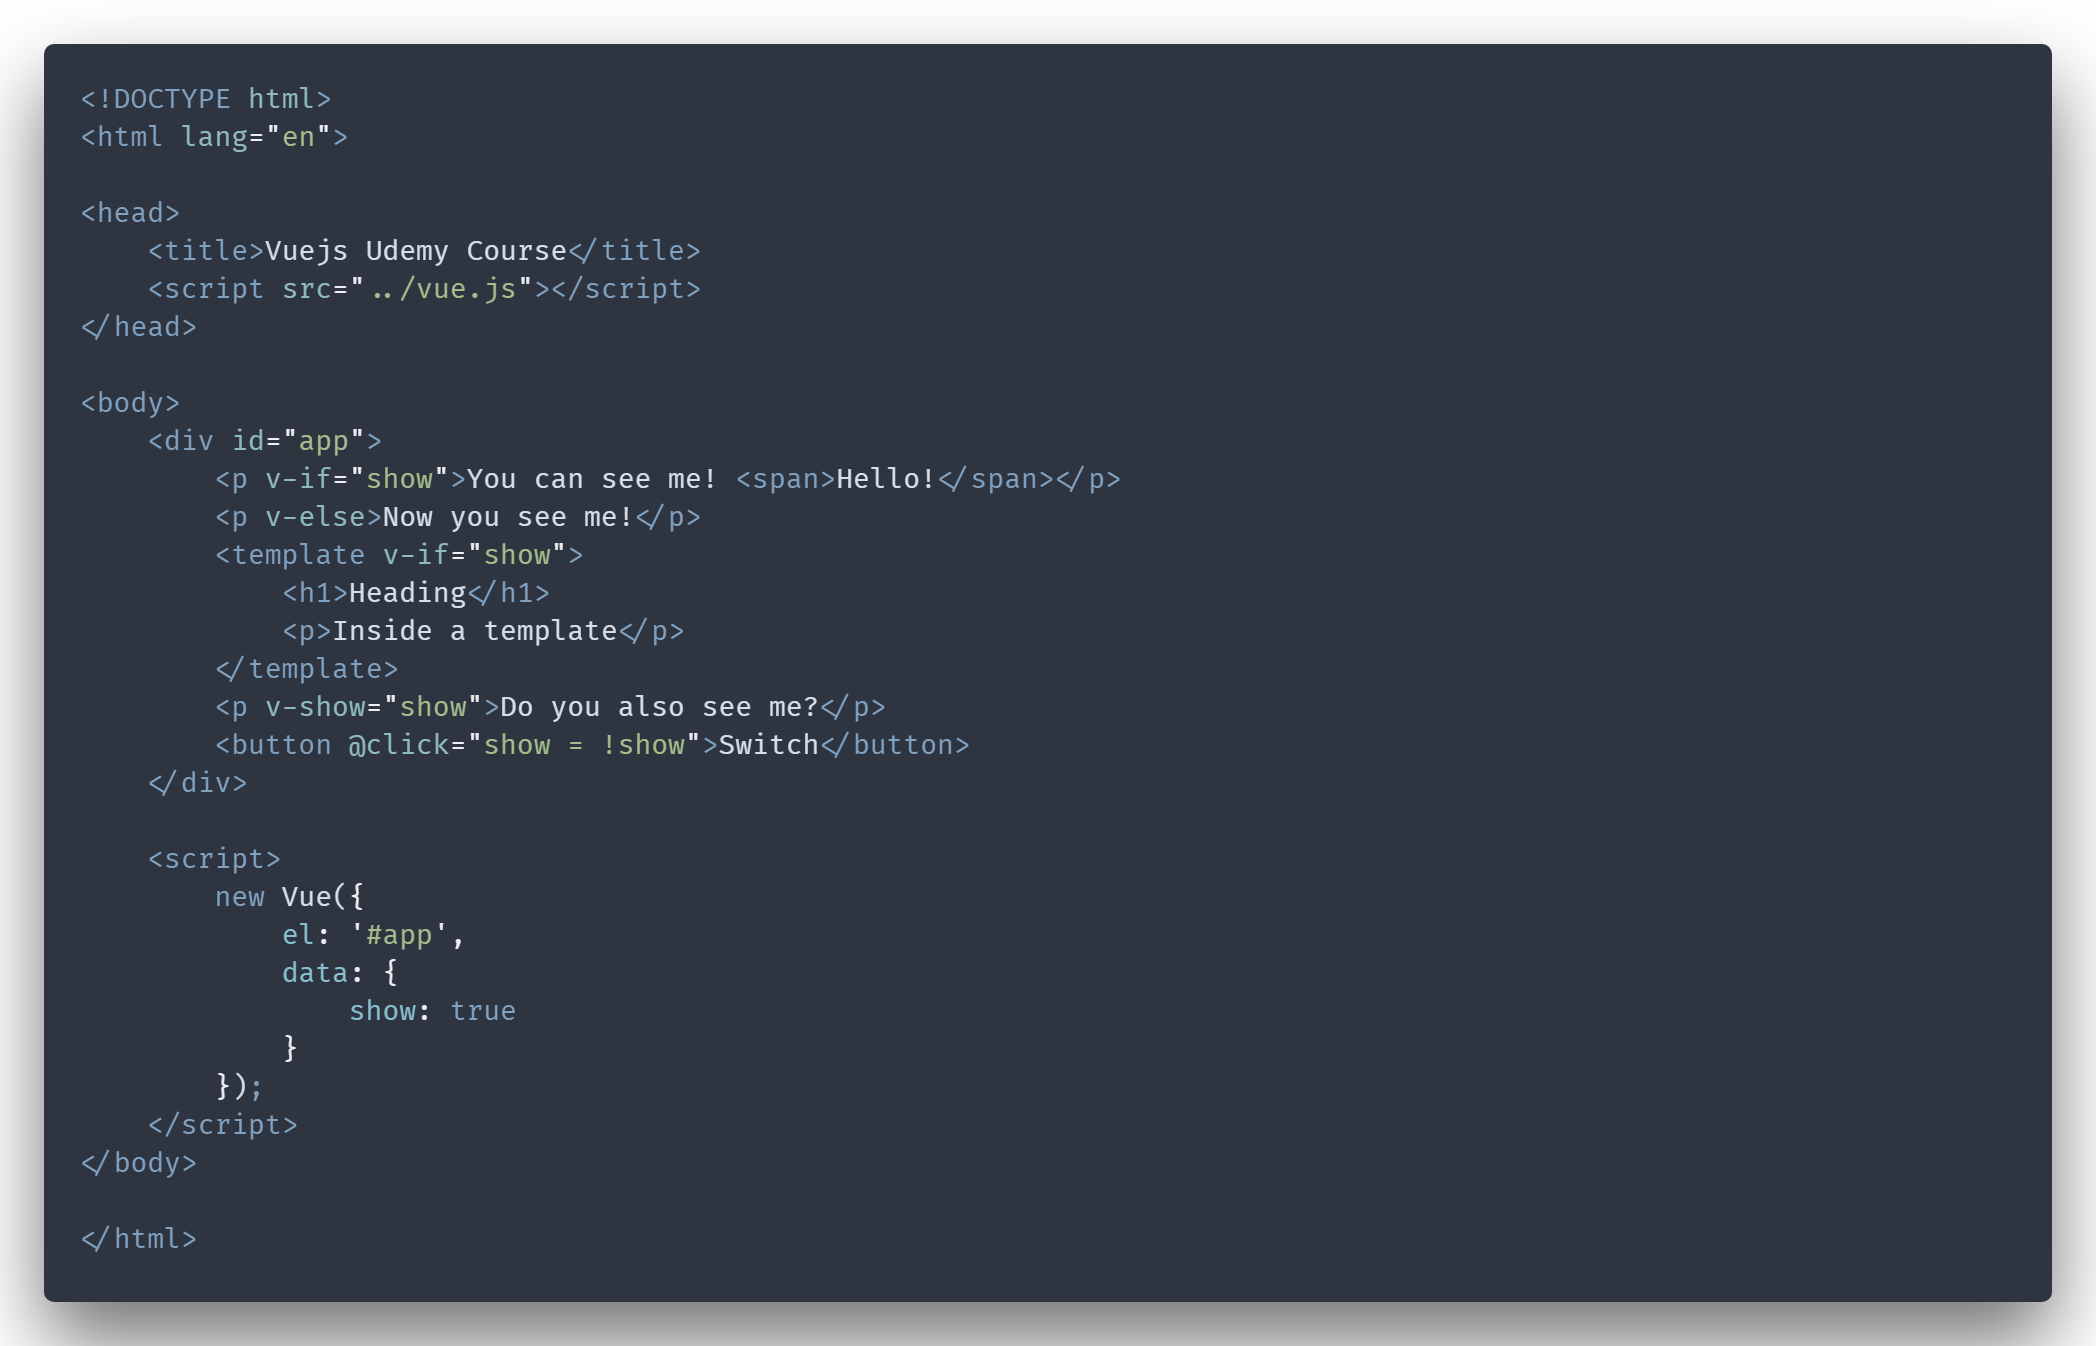 <!DOCTYPE html>
<html lang="en">

<head>
    <title>Vuejs Udemy Course</title>
    <script src="../vue.js"></script>
</head>

<body>
    <div id="app">
        <p v-if="show">You can see me! <span>Hello!</span></p>
        <p v-else>Now you see me!</p>
        <template v-if="show">
            <h1>Heading</h1>
            <p>Inside a template</p>
        </template>
        <p v-show="show">Do you also see me?</p>
        <button @click="show = !show">Switch</button>
    </div>

    <script>
        new Vue({
            el: '#app',
            data: {
                show: true
            }
        });
    </script>
</body>

</html>